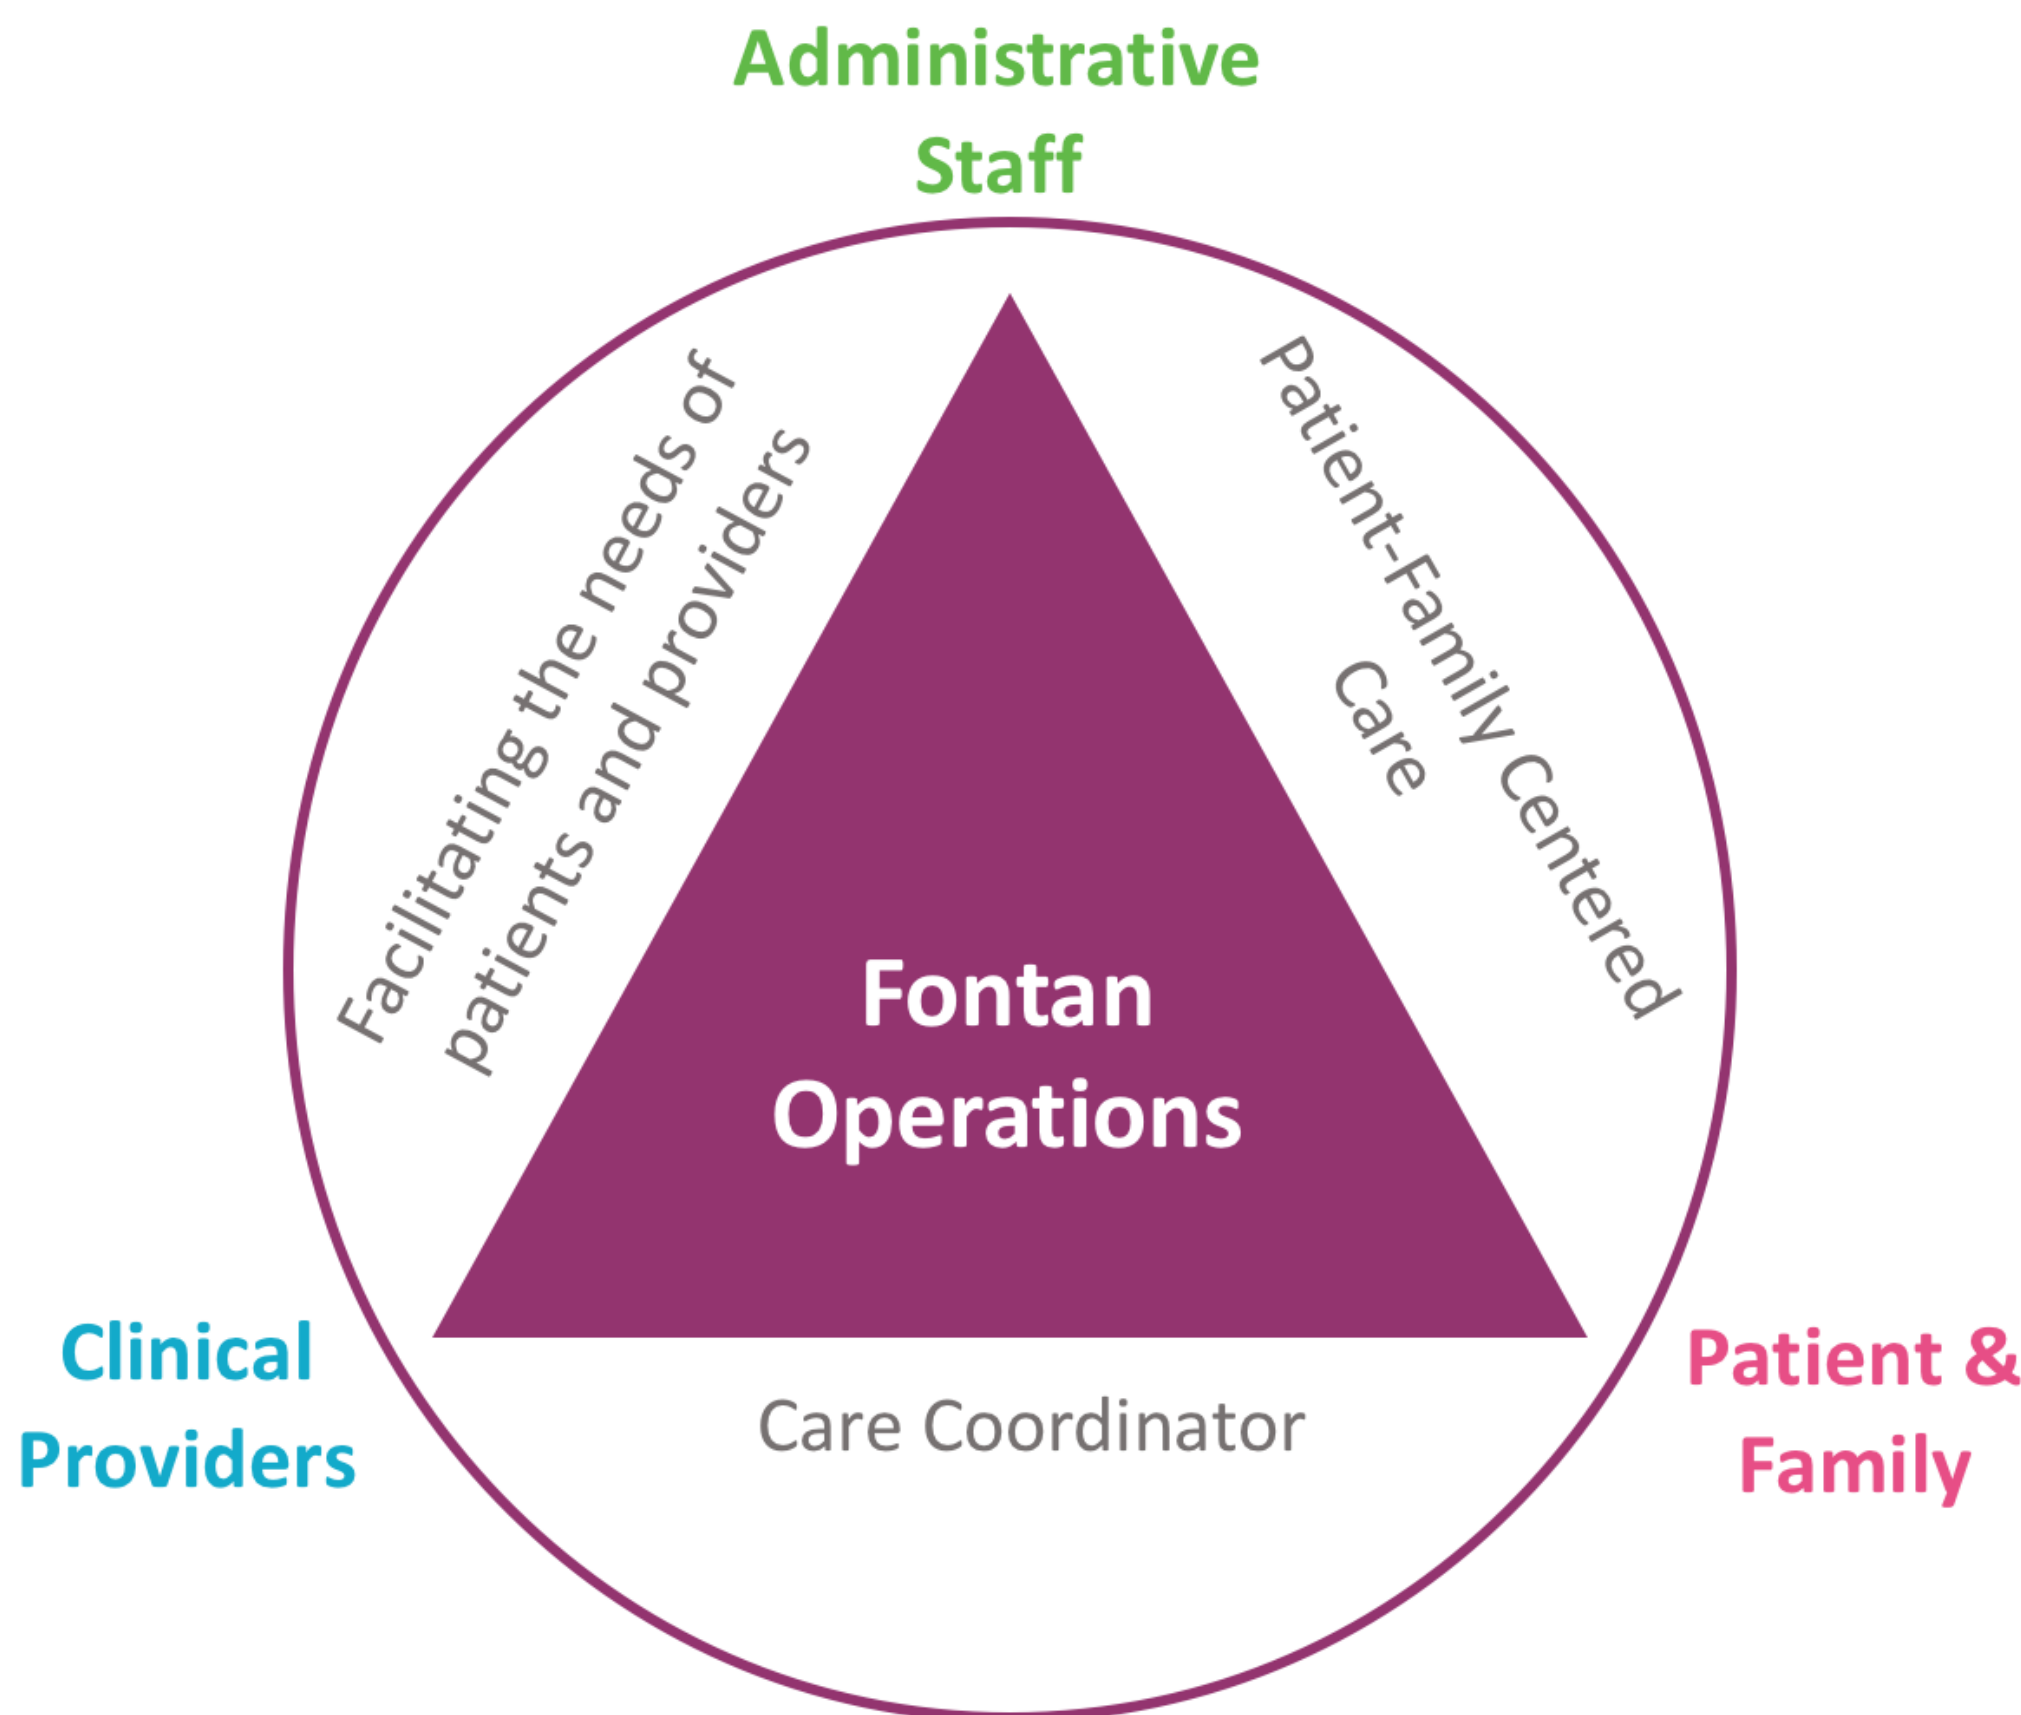 Administrative
Staff
Facilitating the needs of
patients and providers
Patient-Family Centered
Care
Fontan
Operations
Clinical
Providers
Care Coordinator
Patient &
Family